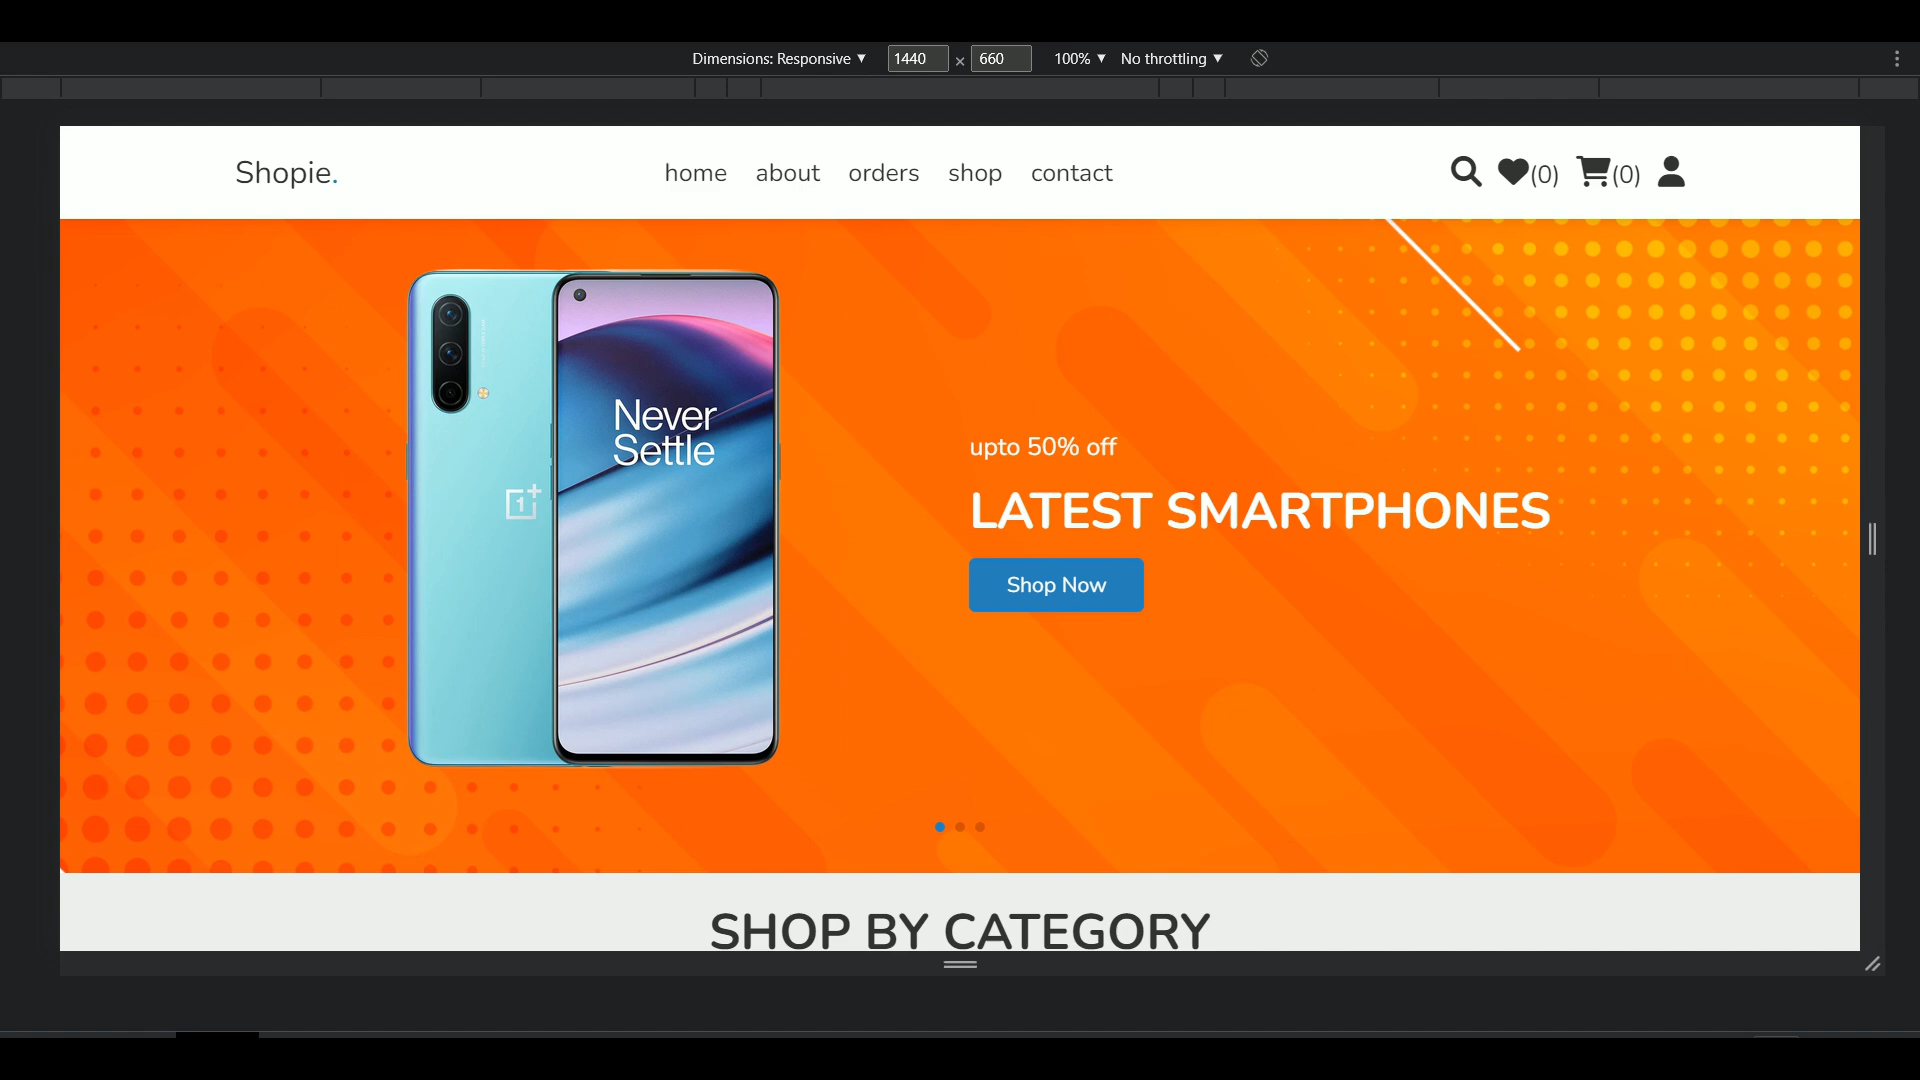 Dimensions: Responsive ▼ 1440 × 660 100% ▼ No throttling ▼
Shopie.
home about orders shop contact
(0) (0)
Never
Settle
1+
upto 50% off
LATEST SMARTPHONES
Shop Now
SHOP BY CATEGORY